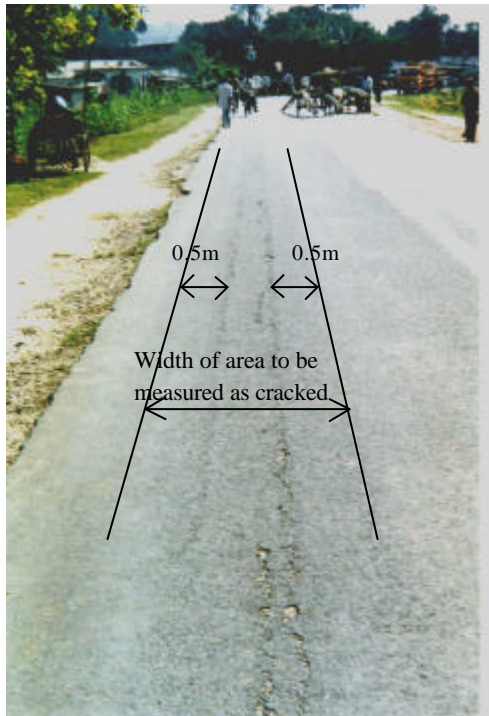 0.5m 0.5m
Width of area to be
measured as cracked